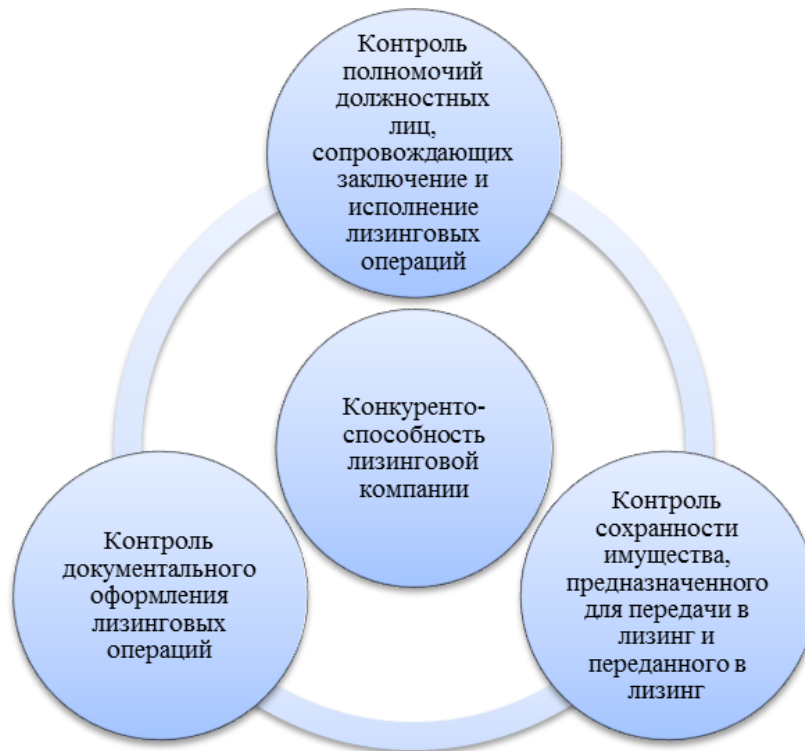 Контроль
полномочий
должностных
лиц,
сопровождающих
заключение и
исполнение
лизинговых
операций
Конкуренто-
способность
лизинговой
компании
Контроль
документального
оформления
лизинговых
операций
Контроль
сохранности
имущества,
предназначенного
для передачи в
лизинг и
переданного в
лизинг